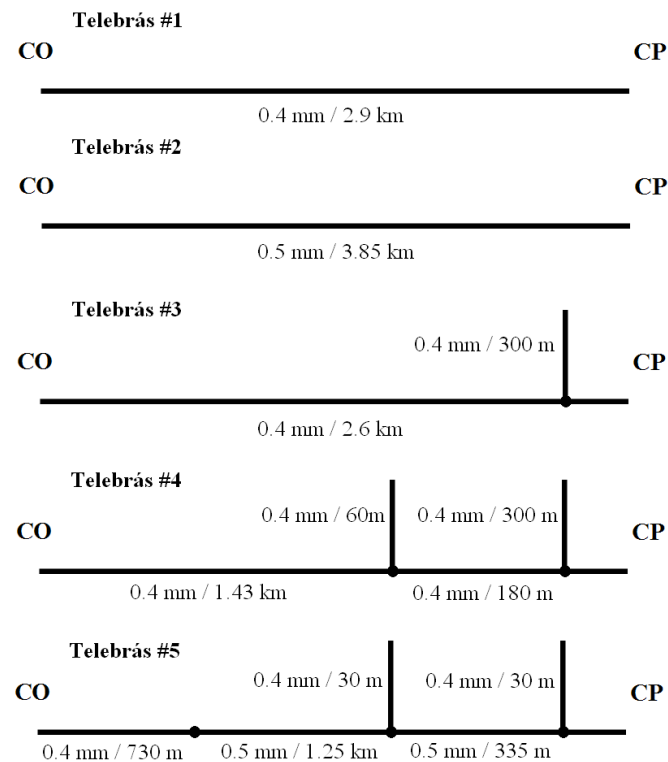 Telebrás #1
CO CP
0.4 mm / 2.9 km
Telebrás #2
CO CP
0.5 mm / 3.85 km
Telebrás #3
0.4 mm / 300 m
CO CP
0.4 mm / 2.6 km
Telebrás #4
0.4 mm / 60m 0.4 mm / 300 m
CO CP
0.4 mm / 1.43 km 0.4 mm / 180 m
Telebrás #5
0.4 mm / 30 m 0.4 mm / 30 m
CO CP
0.4 mm / 730 m 0.5 mm / 1.25 km 0.5 mm / 335 m